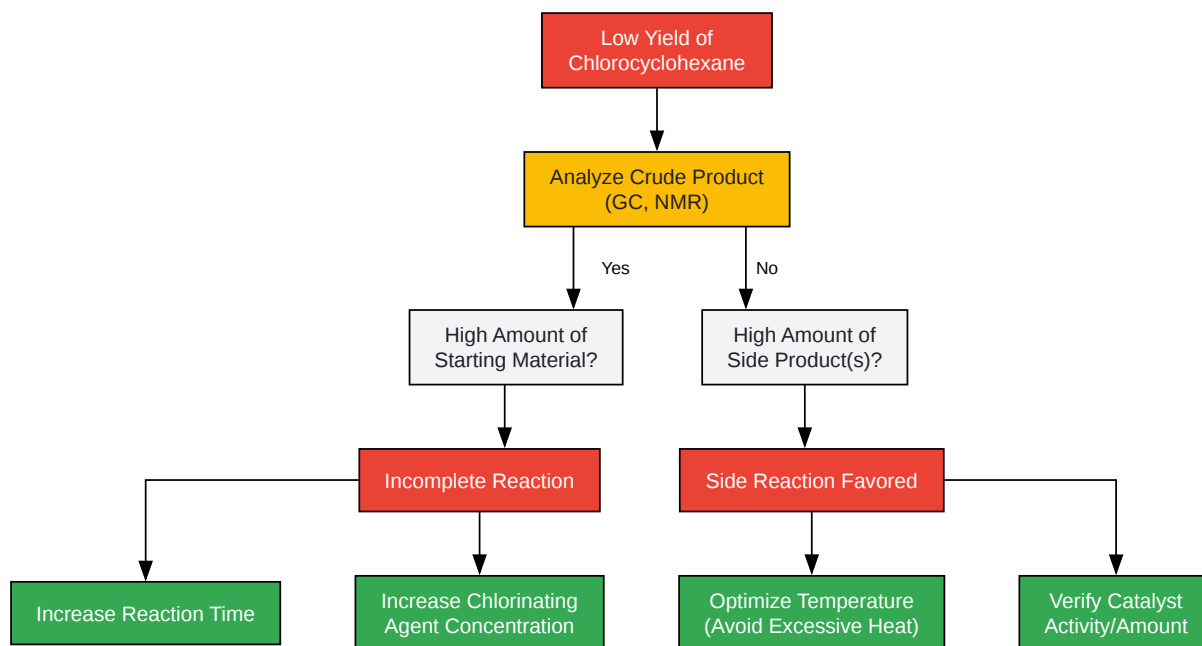 Low Yield of
Chlorocyclohexane
Analyze Crude Product
(GC, NMR)
Yes
No
High Amount of
Starting Material?
High Amount of
Side Product(s)?
Incomplete Reaction
Side Reaction Favored
Increase Reaction Time
Increase Chlorinating
Agent Concentration
Optimize Temperature
(Avoid Excessive Heat)
Verify Catalyst
Activity/Amount